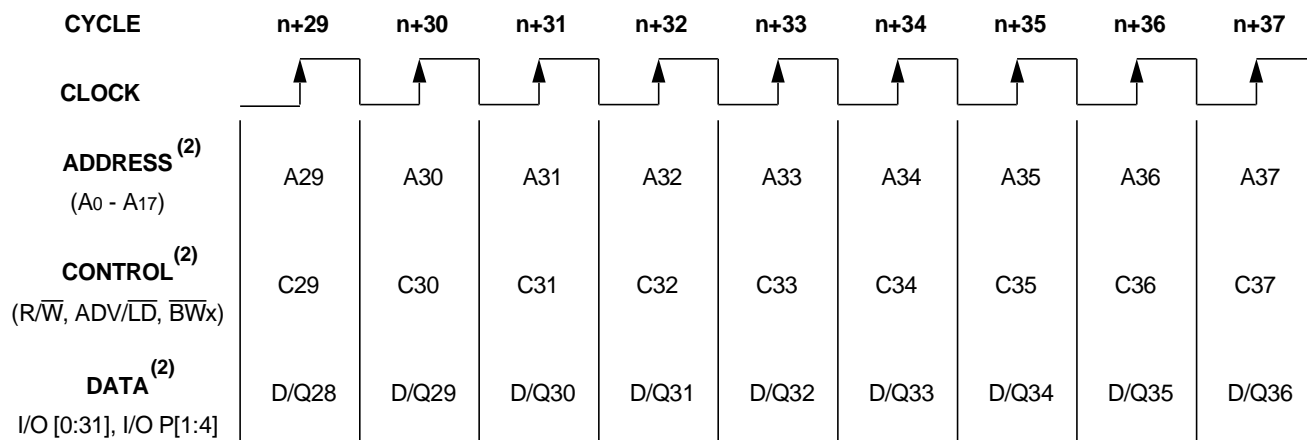 CYCLE n+29 n+30 n+31 n+32 n+33 n+34 n+35 n+36 n+37
CLOCK
ADDRESS(2) A29 A30 A31 A32 A33 A34 A35 A36 A37
(A0 - A17)
CONTROL(2) C29 C30 C31 C32 C33 C34 C35 C36 C37
(R/W̅, ADV/L̅D̅, B̅W̅x)
DATA(2) D/Q28 D/Q29 D/Q30 D/Q31 D/Q32 D/Q33 D/Q34 D/Q35 D/Q36
I/O [0:31], I/O P[1:4]